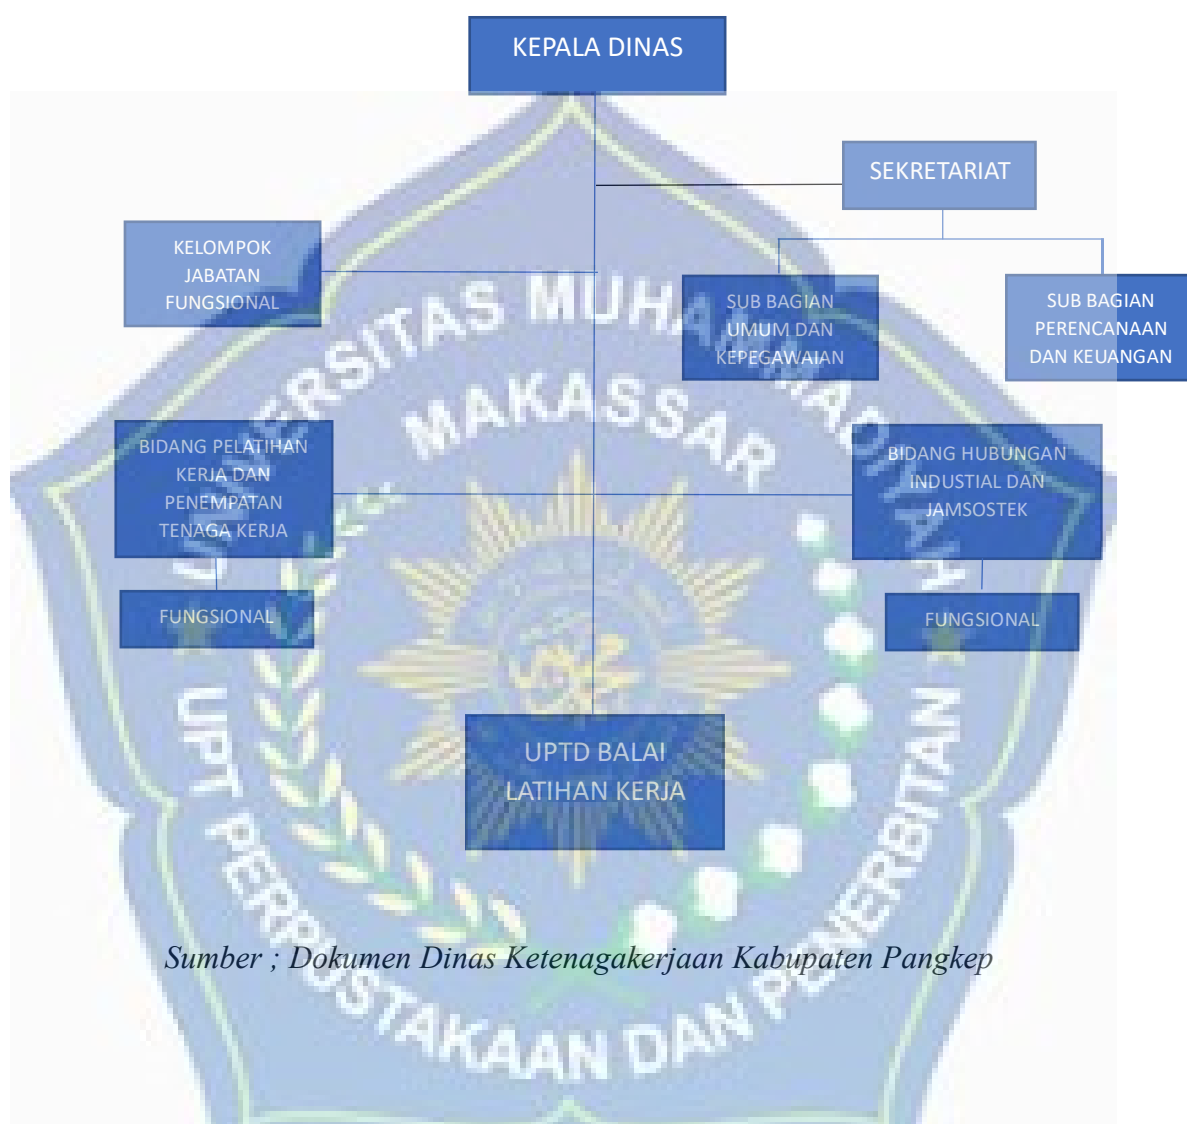 KEPALA DINAS
SEKRETARIAT
KELOMPOK
JABATAN
FUNGSIONAL
SUB BAGIAN
UMUM DAN
KEPEGAWAIAN
SUB BAGIAN
PERENCANAAN
DAN KEUANGAN
BIDANG PELATIHAN
KERJA DAN
PENEMPATAN
TENAGA KERJA
BIDANG HUBUNGAN
INDUSTIAL DAN
JAMSOSTEK
FUNGSIONAL
FUNGSIONAL
UPTD BALAI
LATIHAN KERJA
Sumber ; Dokumen Dinas Ketenagakerjaan Kabupaten Pangkep
UNIVERSITAS MUHAMMADIYAH
MAKASSAR
UPT PERPUSTAKAAN DAN PENERBITAN